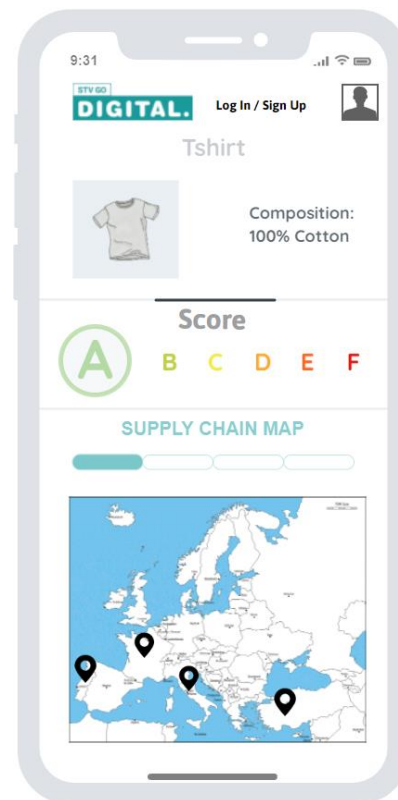 9:31
STV GO
DIGITAL.
Log In / Sign Up
Tshirt
Composition:
100% Cotton
Score
A B C D E F
SUPPLY CHAIN MAP